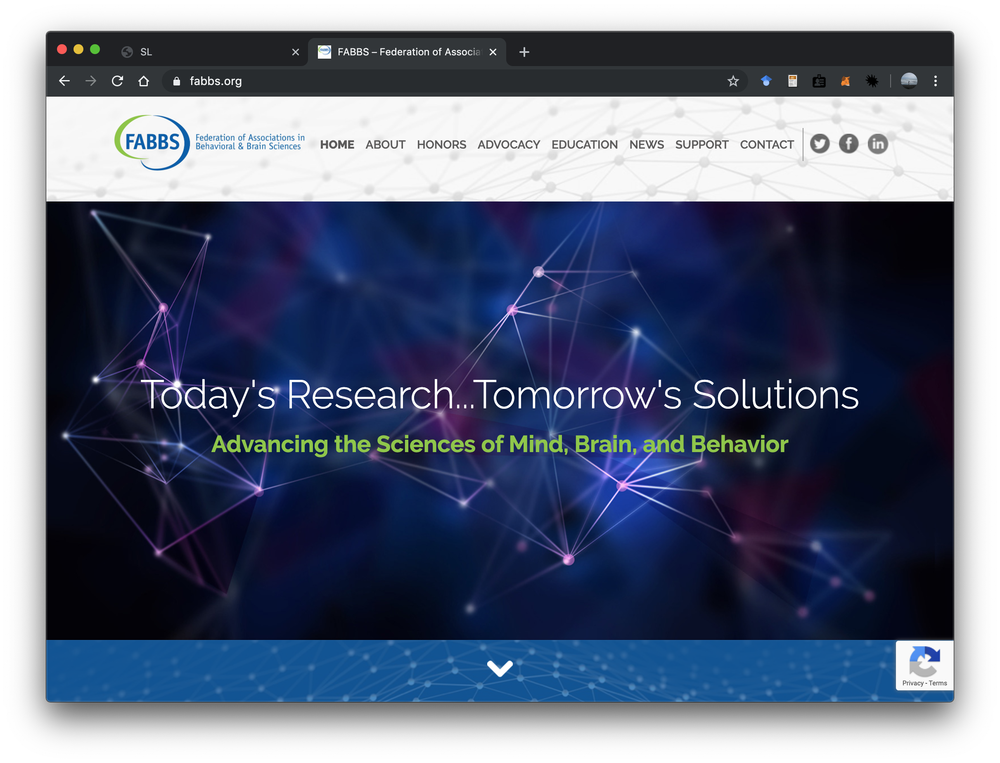 SL
FABBS – Federation of Associa
fabbs.org
FABBS
Federation of Associations in
Behavioral & Brain Sciences
HOME ABOUT HONORS ADVOCACY EDUCATION NEWS SUPPORT CONTACT
Today's Research...Tomorrow's Solutions
Advancing the Sciences of Mind, Brain, and Behavior
Privacy - Terms